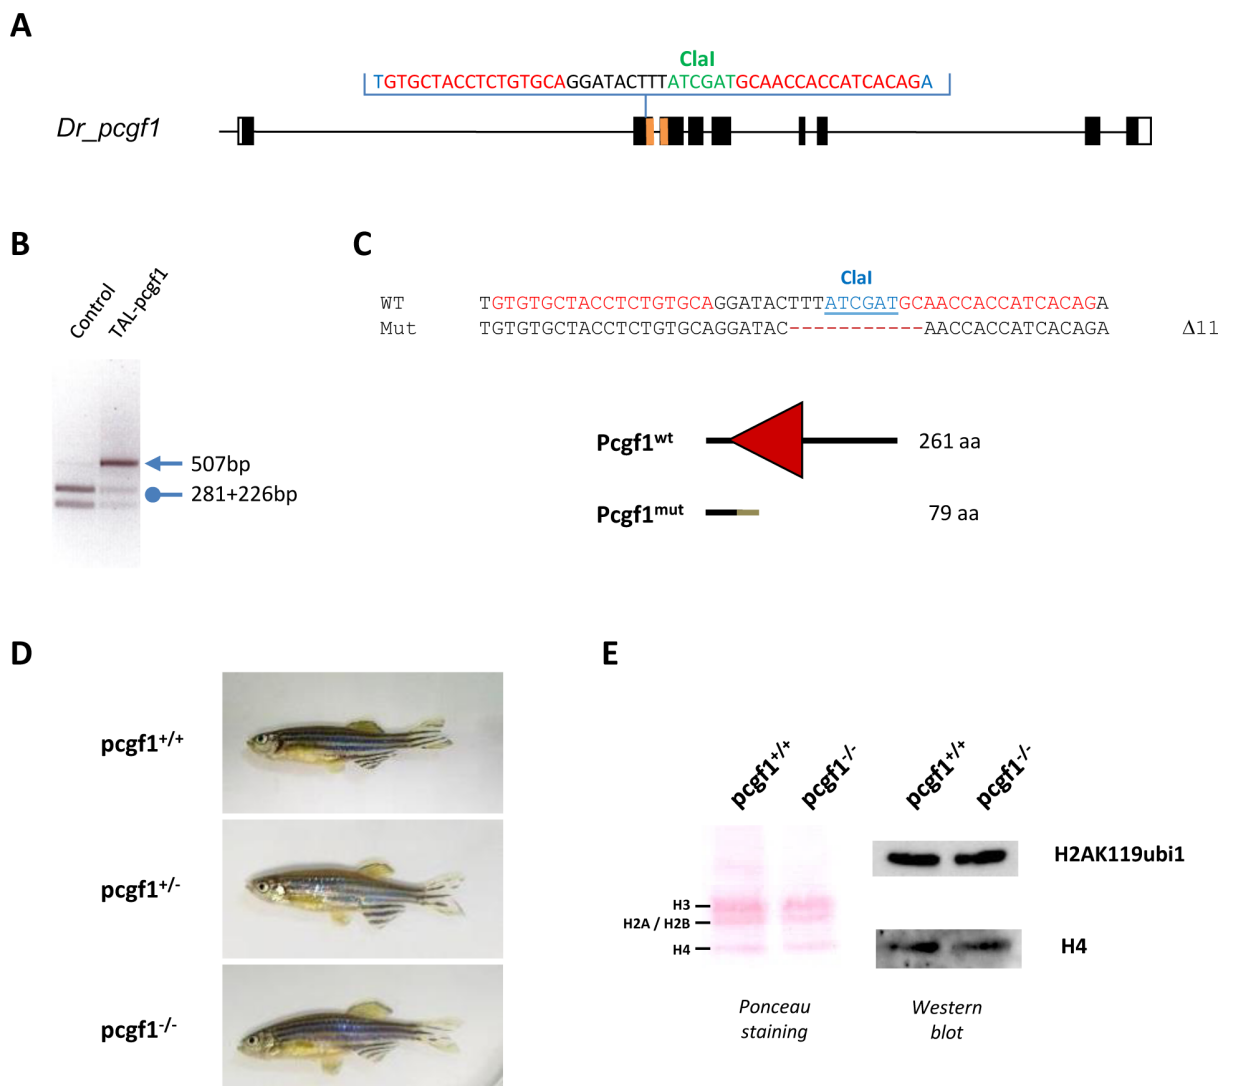 A
ClaI
TGTGCTACCTCTGTGCAGGATACTTTATCGATGCAACCACCATCACAGA
Dr_pcgf1
B
Control
TAL-pcgf1
507bp
281+226bp
C
ClaI
WT TGTGTGCTACCTCTGTGCAGGATACTTTATCGATGCAACCACCATCACAGA
Mut TGTGTGCTACCTCTGTGCAGGATAC-----------AACCACCATCACAGA Δ11
Pcgf1wt 261 aa
Pcgf1mut 79 aa
D
pcgf1+/+
pcgf1+/-
pcgf1-/-
E
pcgf1+/+
pcgf1-/-
pcgf1+/+
pcgf1-/-
H2AK119ubi1
H3
H2A / H2B
H4
H4
Ponceau
staining
Western
blot